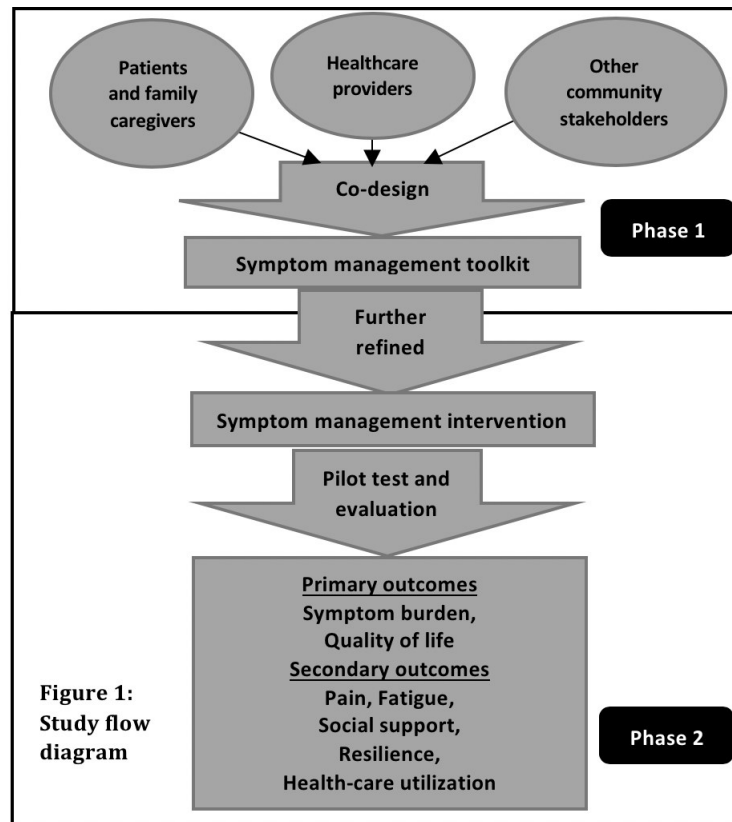 Patients
and family
caregivers
Healthcare
providers
Other
community
stakeholders
Co-design
Phase 1
Symptom management toolkit
Further
refined
Symptom management intervention
Pilot test and
evaluation
Primary outcomes
Symptom burden,
Quality of life
Secondary outcomes
Pain, Fatigue,
Social support,
Resilience,
Health-care utilization
Figure 1:
Study flow
diagram
Phase 2